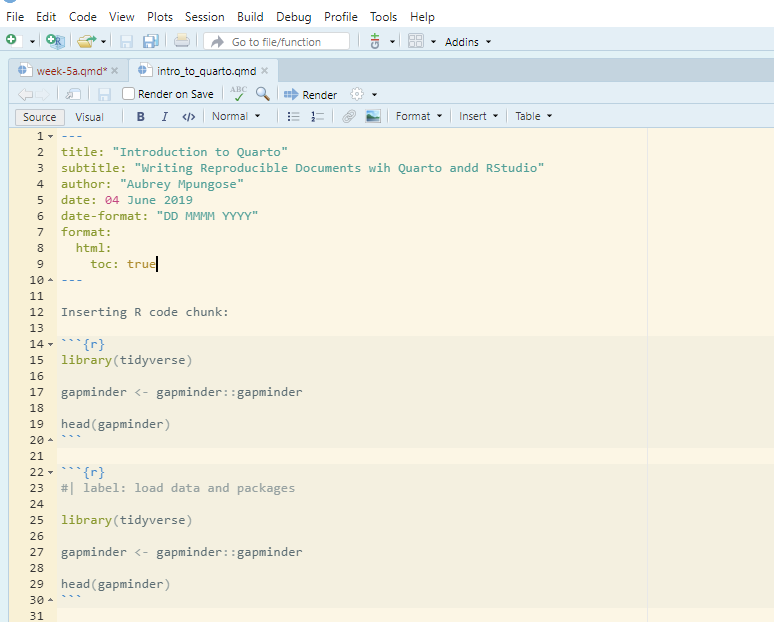 File Edit Code View Plots Session Build Debug Profile Tools Help
Go to file/function Addins
week-5a.qmd* intro_to_quarto.qmd
Render on Save ABC Render
Source Visual B I </> Normal Format Insert Table
1 ---
2 title: "Introduction to Quarto"
3 subtitle: "Writing Reproducible Documents wih Quarto andd RStudio"
4 author: "Aubrey Mpungose"
5 date: 04 June 2019
6 date-format: "DD MMMM YYYY"
7 format:
8   html:
9     toc: true
10 ---
11
12 Inserting R code chunk:
13
14 ```{r}
15 library(tidyverse)
16
17 gapminder <- gapminder::gapminder
18
19 head(gapminder)
20 ```
21
22 ```{r}
23 #| label: load data and packages
24
25 library(tidyverse)
26
27 gapminder <- gapminder::gapminder
28
29 head(gapminder)
30 ```
31